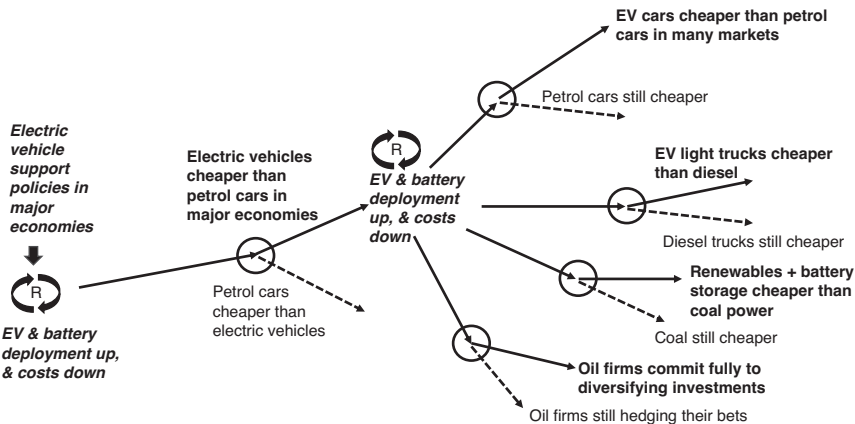 Electric
vehicle
support
policies in
major
economies
R
EV & battery
deployment up,
& costs down
Electric vehicles
cheaper than
petrol cars in
major economies
Petrol cars
cheaper than
electric vehicles
R
EV & battery
deployment
up, & costs
down
EV cars cheaper than petrol
cars in many markets
Petrol cars still cheaper
EV light trucks cheaper
than diesel
Diesel trucks still cheaper
Renewables + battery
storage cheaper than
coal power
Coal still cheaper
Oil firms commit fully to
diversifying investments
Oil firms still hedging their bets